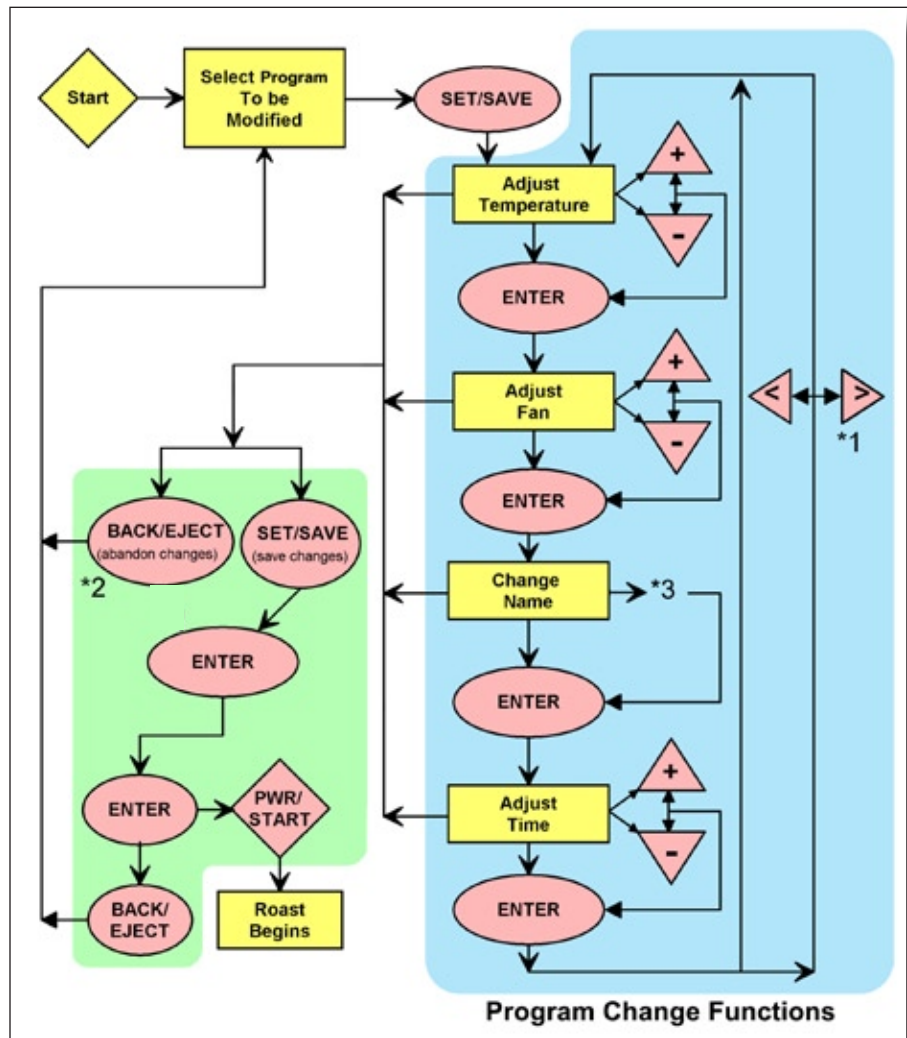 Start
Select Program
To be
Modified
SET/SAVE
Adjust
Temperature
+
-
ENTER
Adjust
Fan
+
-
ENTER
<
>
*1
Change
Name
*3
ENTER
Adjust
Time
+
-
ENTER
BACK/EJECT
(abandon changes)
*2
SET/SAVE
(save changes)
ENTER
ENTER
PWR/
START
BACK/
EJECT
Roast
Begins
Program Change Functions